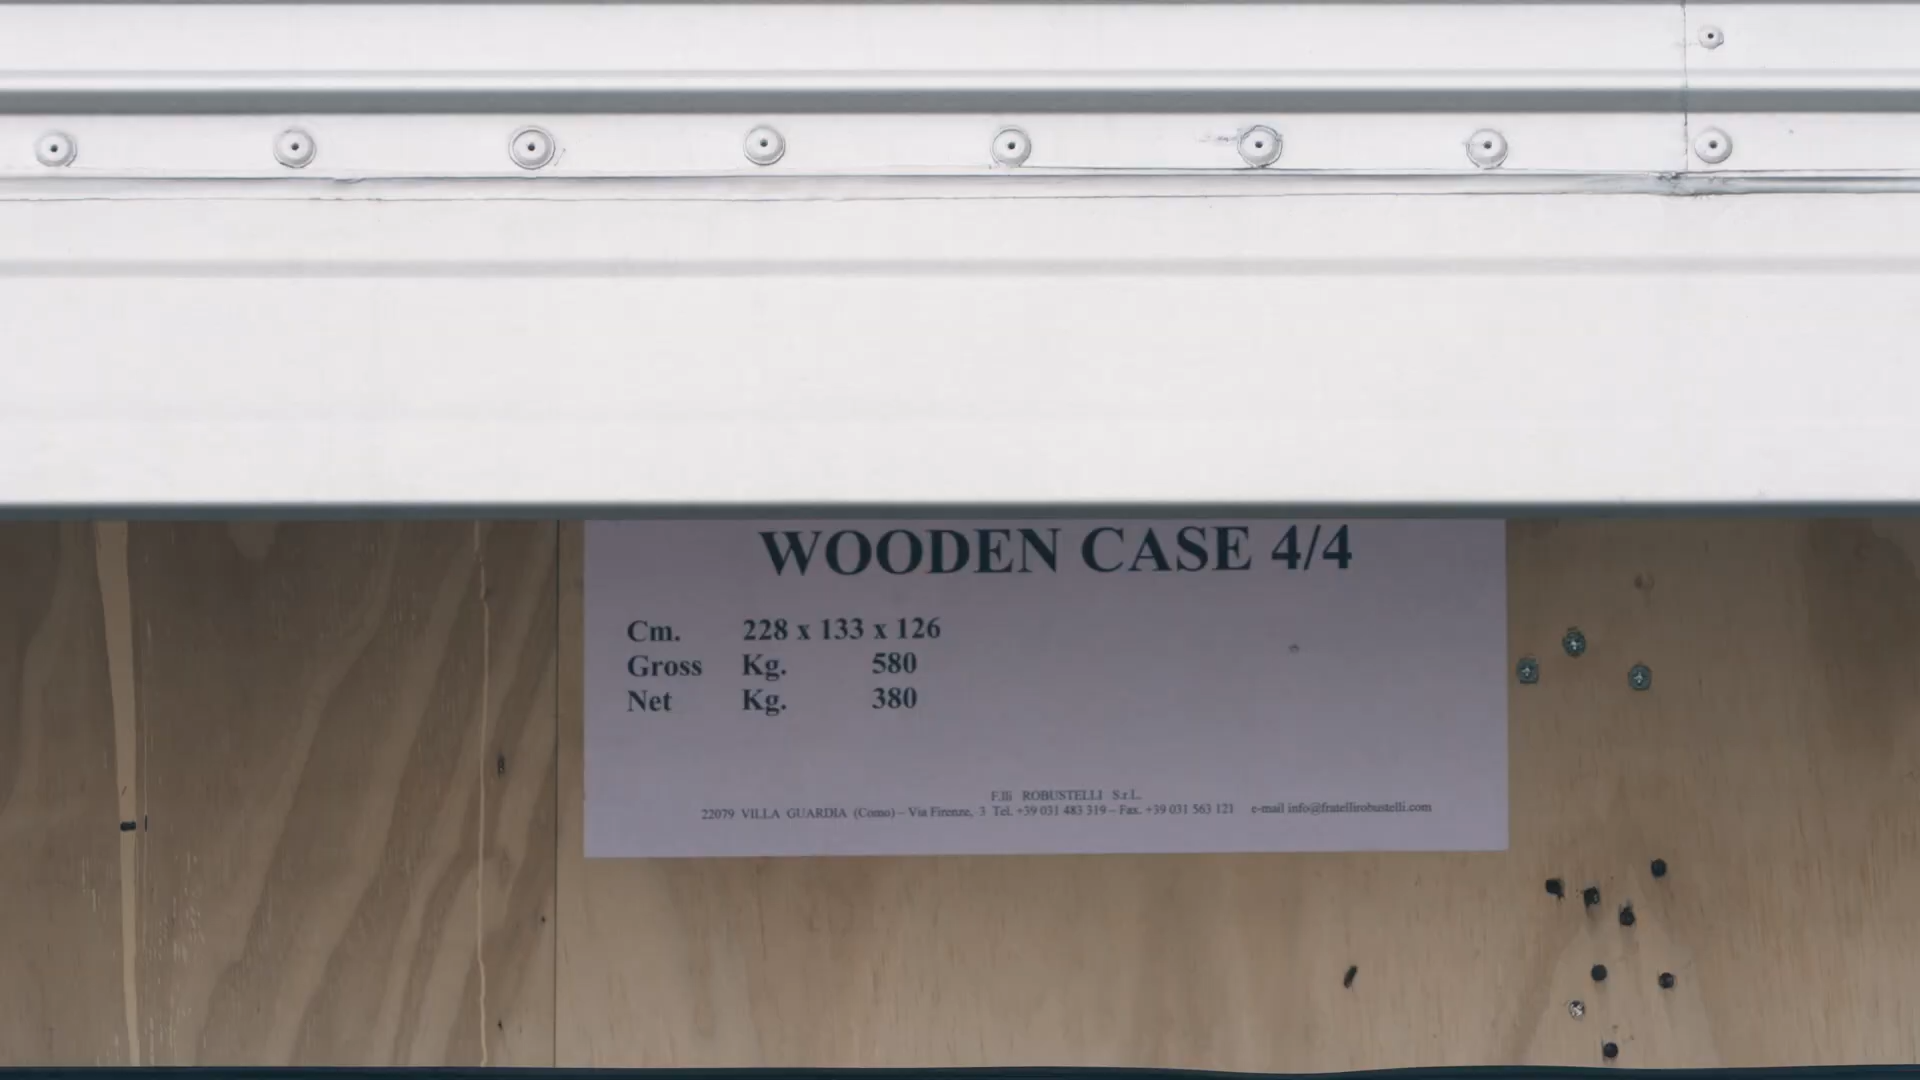 WOODEN CASE 4/4
Cm. 228 x 133 x 126
Gross Kg. 580
Net Kg. 380
F.lli ROBUSTELLI S.r.L.
22079 VILLA GUARDIA (Como) – Via Firenze, 3 Tel. +39 031 483 319 – Fax. +39 031 563 121 e-mail info@fratellirobustelli.com